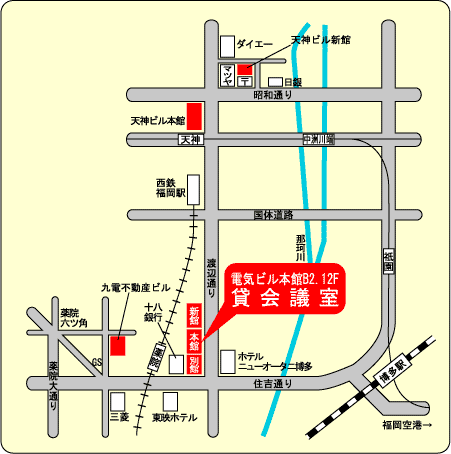 ダイエー
天神ビル新館
マツヤ
〒
日銀
昭和通り
天神ビル本館
天神
中洲川端
西鉄
福岡駅
国体道路
那珂川
祇園
渡辺通り
電気ビル本館B2.12F
貸会議室
九電不動産ビル
十八
銀行
新館
本館
別館
薬院
六ツ角
薬院
GS
ホテル
ニューオータニ博多
住吉通り
博多駅
薬院大通り
三菱
東映ホテル
福岡空港→